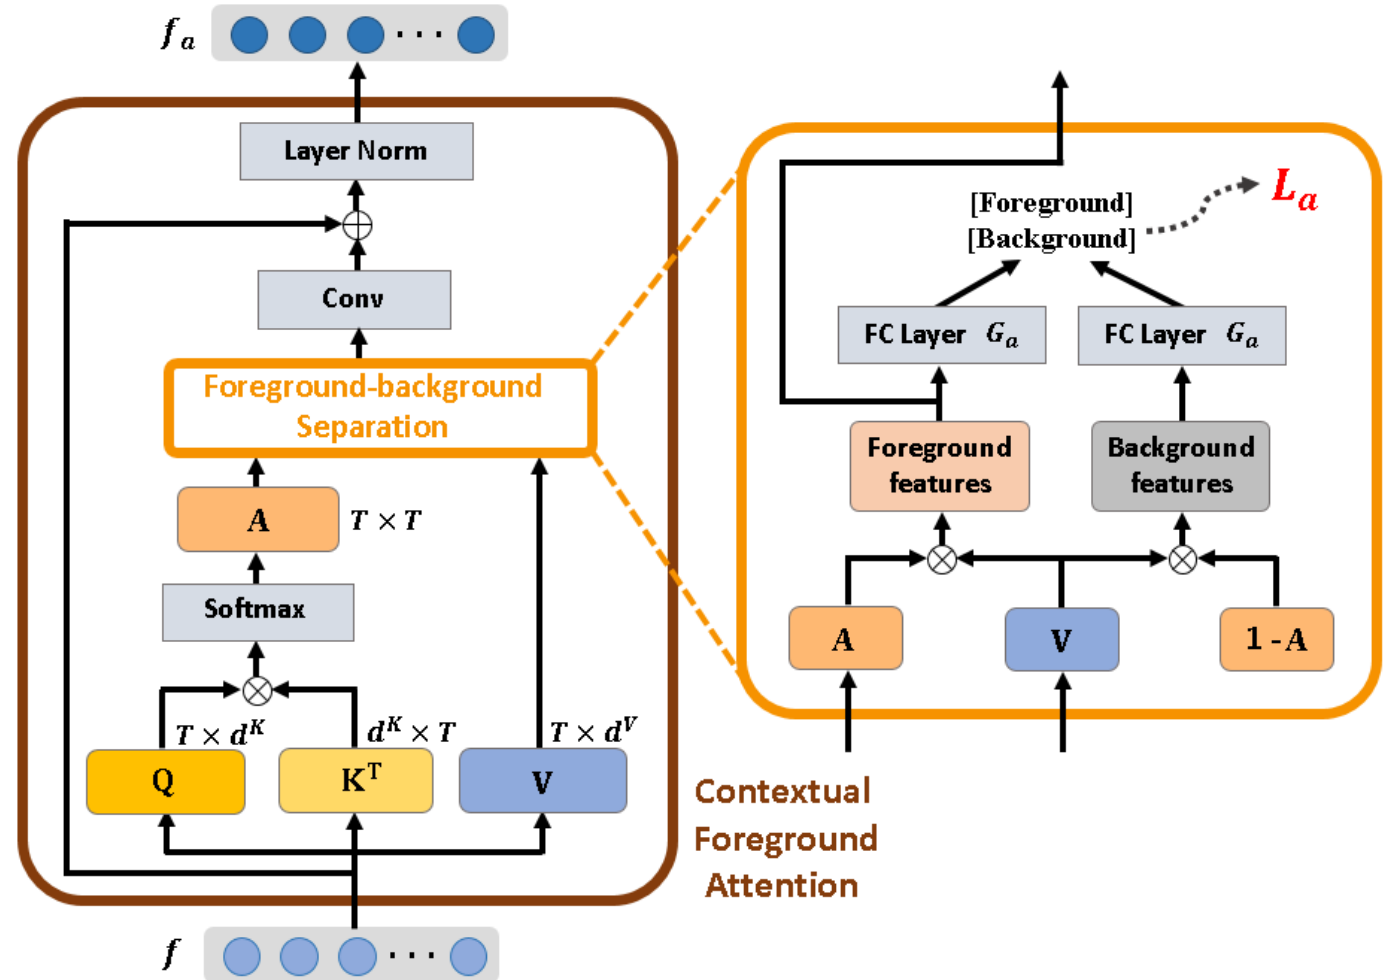 f_a
· · ·
Layer Norm
Conv
Foreground-background
Separation
A
T × T
Softmax
T × d^K
d^K × T
T × d^V
Q
K^T
V
f
· · ·
Contextual
Foreground
Attention
[Foreground]
[Background]
L_a
FC Layer G_a
FC Layer G_a
Foreground
features
Background
features
A
V
1 - A